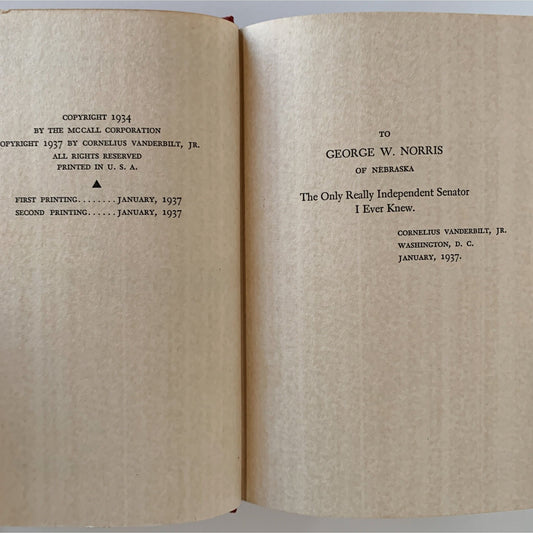 COPYRIGHT 1934
BY THE MCCALL CORPORATION
OPYRIGHT 1937 BY CORNELIUS VANDERBILT, JR.
ALL RIGHTS RESERVED
PRINTED IN U. S. A.
FIRST PRINTING........JANUARY, 1937
SECOND PRINTING......JANUARY, 1937
TO
GEORGE W. NORRIS
OF NEBRASKA
The Only Really Independent Senator
I Ever Knew.
CORNELIUS VANDERBILT, JR.
WASHINGTON, D. C.
JANUARY, 1937.